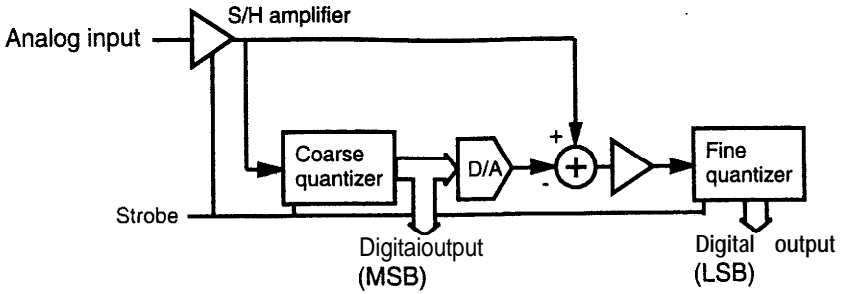 S/H amplifier
Analog input
+
Coarse
quantizer
D/A
+
-
Fine
quantizer
Strobe
Digitaioutput
(MSB)
Digital output
(LSB)